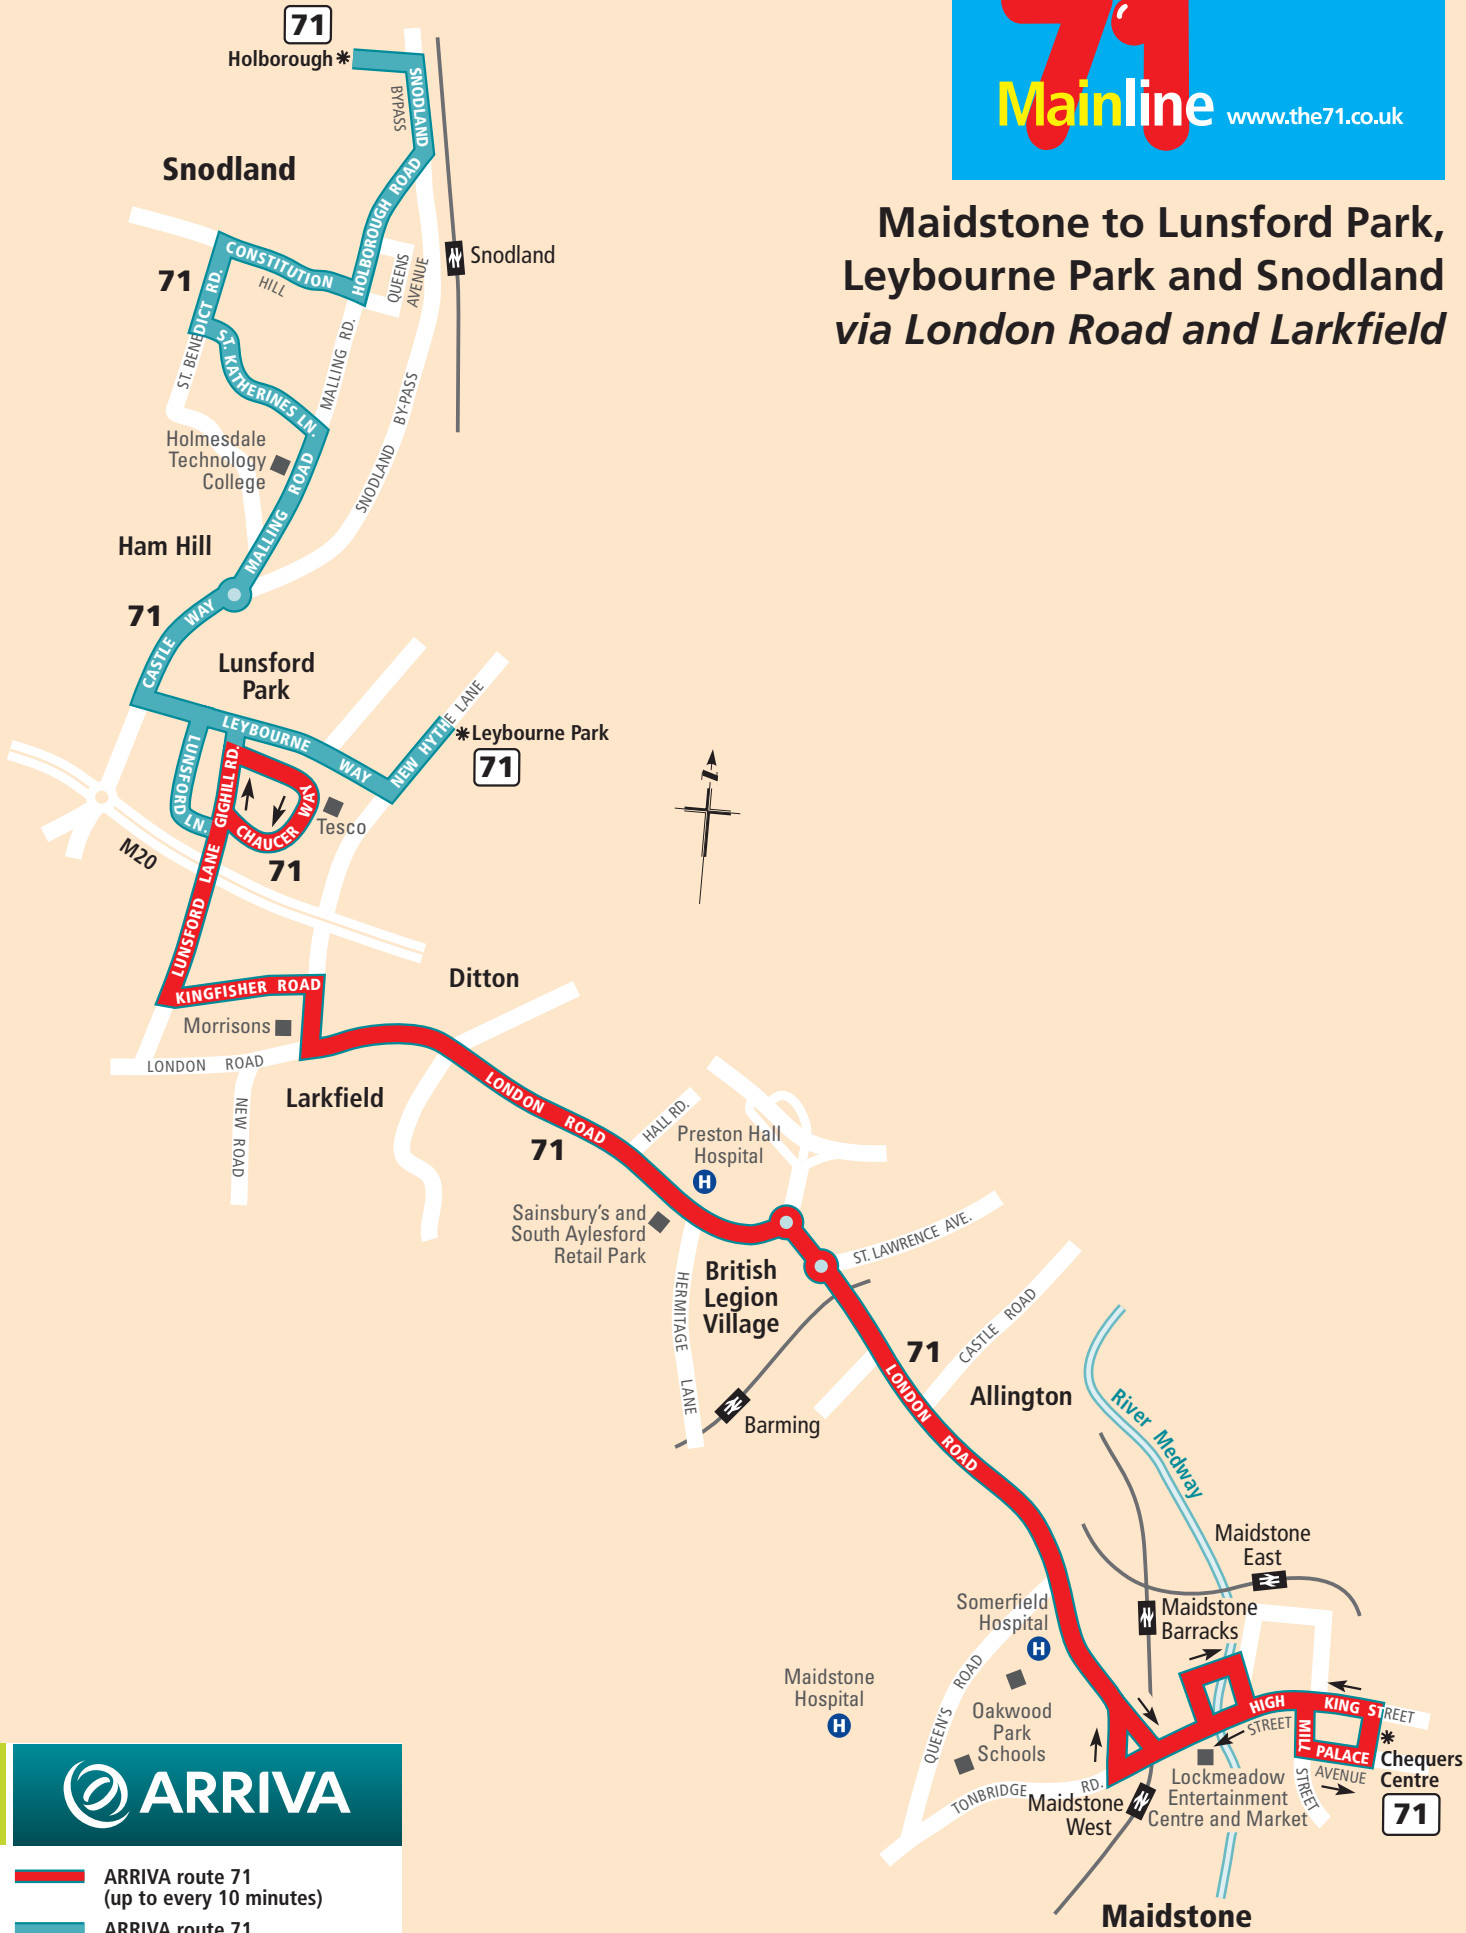 71
Mainline www.the71.co.uk
Maidstone to Lunsford Park,
Leybourne Park and Snodland
via London Road and Larkfield
71
Holborough
SNODLAND
BYPASS
Snodland
HOLBOROUGH ROAD
CONSTITUTION
HILL
71
QUEENS
AVENUE
Snodland
ST. BENEDICT RD.
ST. KATHERINES LN.
MALLING RD.
SNODLAND BY-PASS
Holmesdale
Technology
College
MALLING ROAD
Ham Hill
71
CASTLE WAY
Lunsford
Park
LEYBOURNE WAY
NEW HYTHE LANE
Leybourne Park
71
LUNSFORD LN.
GIGHILL RD.
CHAUCER WAY
Tesco
71
M20
LUNSFORD LANE
KINGFISHER ROAD
Ditton
Morrisons
LONDON ROAD
Larkfield
NEW ROAD
LONDON ROAD
71
HALL RD.
Preston Hall
Hospital
H
Sainsbury's and
South Aylesford
Retail Park
HERMITAGE LANE
British
Legion
Village
ST. LAWRENCE AVE.
71
CASTLE ROAD
LONDON ROAD
Allington
Barming
River Medway
Maidstone
East
Maidstone
Barracks
Somerfield
Hospital
H
Maidstone
Hospital
H
QUEEN'S ROAD
Oakwood
Park
Schools
TONBRIDGE RD.
Maidstone
West
HIGH
STREET
KING STREET
MILL
STREET
PALACE
AVENUE
Chequers
Centre
71
Lockmeadow
Entertainment
Centre and Market
Maidstone
ARRIVA
ARRIVA route 71
(up to every 10 minutes)
ARRIVA route 71